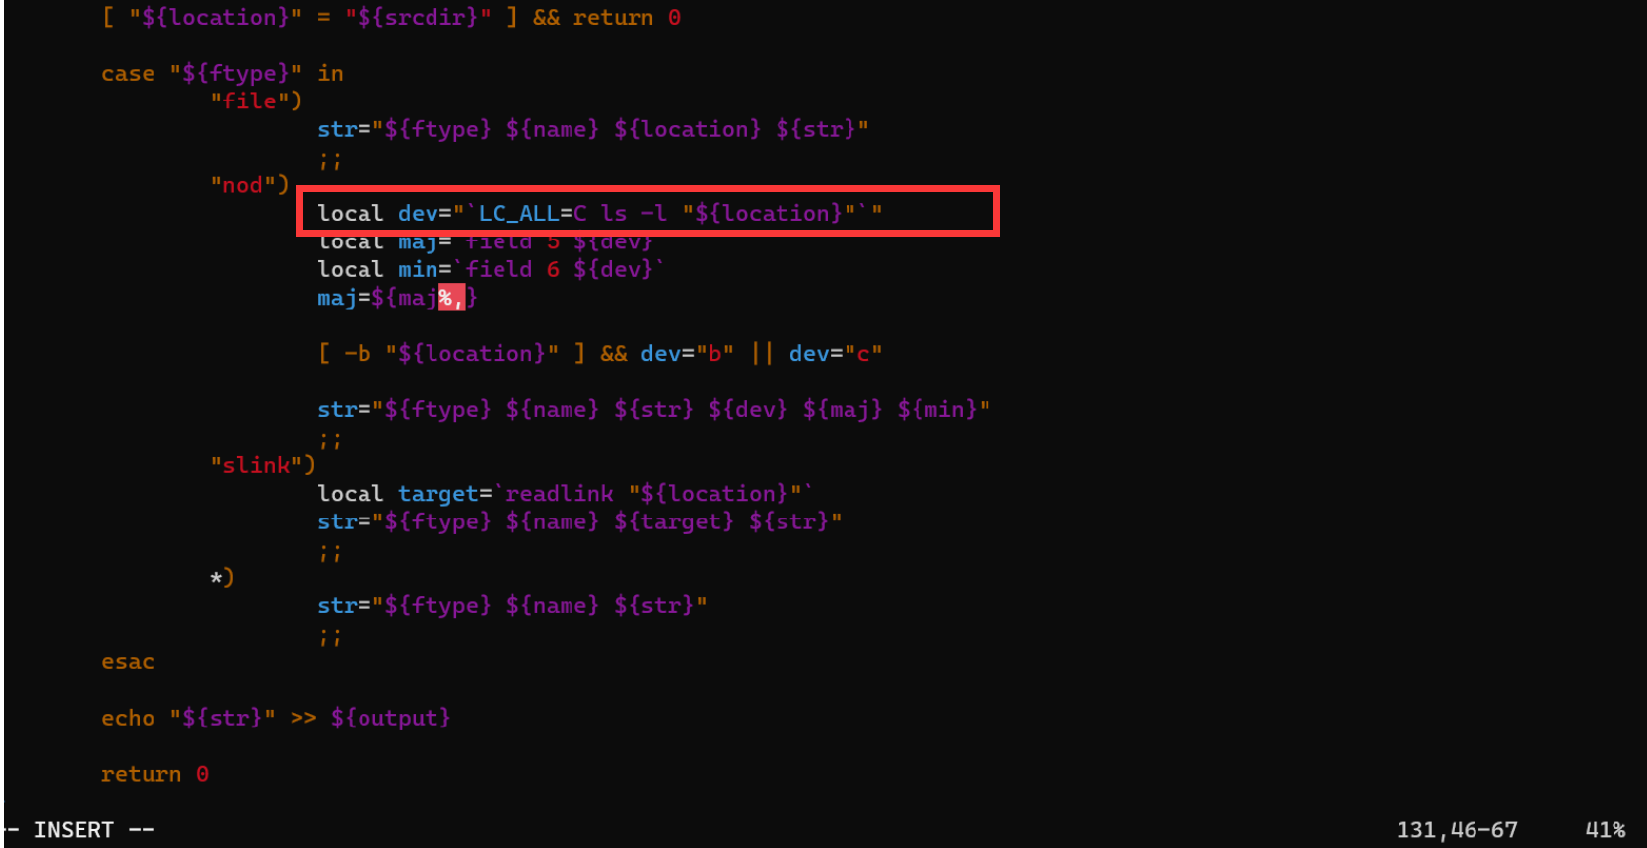 [ "${location}" = "${srcdir}" ] && return 0
case "${ftype}" in
"file")
str="${ftype} ${name} ${location} ${str}"
;;
"nod")
local dev="`LC_ALL=C ls -l "${location}"`"
local maj=`field 5 ${dev}`
local min=`field 6 ${dev}`
maj=${maj%,}
[ -b "${location}" ] && dev="b" || dev="c"
str="${ftype} ${name} ${str} ${dev} ${maj} ${min}"
;;
"slink")
local target=`readlink "${location}"`
str="${ftype} ${name} ${target} ${str}"
;;
*)
str="${ftype} ${name} ${str}"
;;
esac
echo "${str}" >> ${output}
return 0
-- INSERT -- 131,46-67 41%